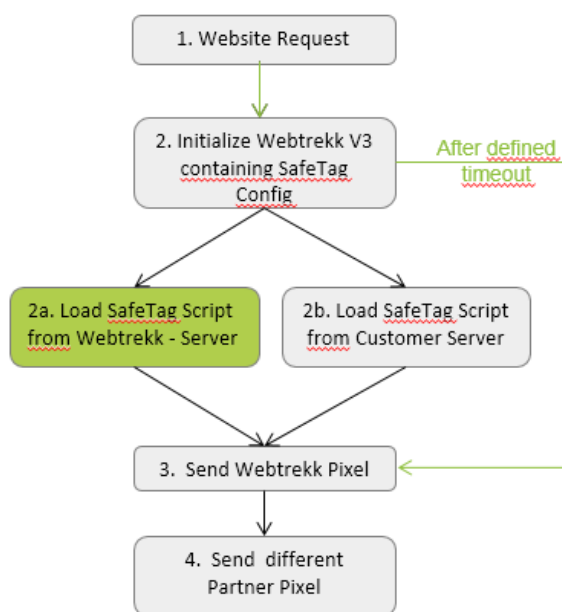 1. Website Request
2. Initialize Webtrekk V3
containing SafeTag
Config
After defined
timeout
2a. Load SafeTag Script
from Webtrekk - Server
2b. Load SafeTag Script
from Customer Server
3. Send Webtrekk Pixel
4. Send different
Partner Pixel